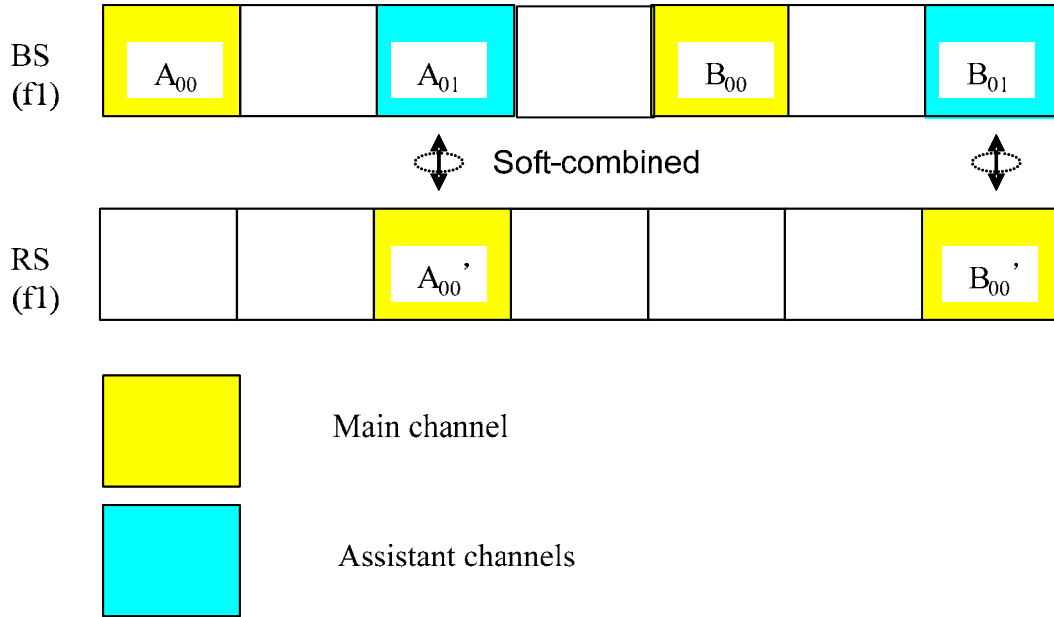 BS
(f1)
A00
A01
B00
B01
Soft-combined
RS
(f1)
A00’
B00’
Main channel
Assistant channels